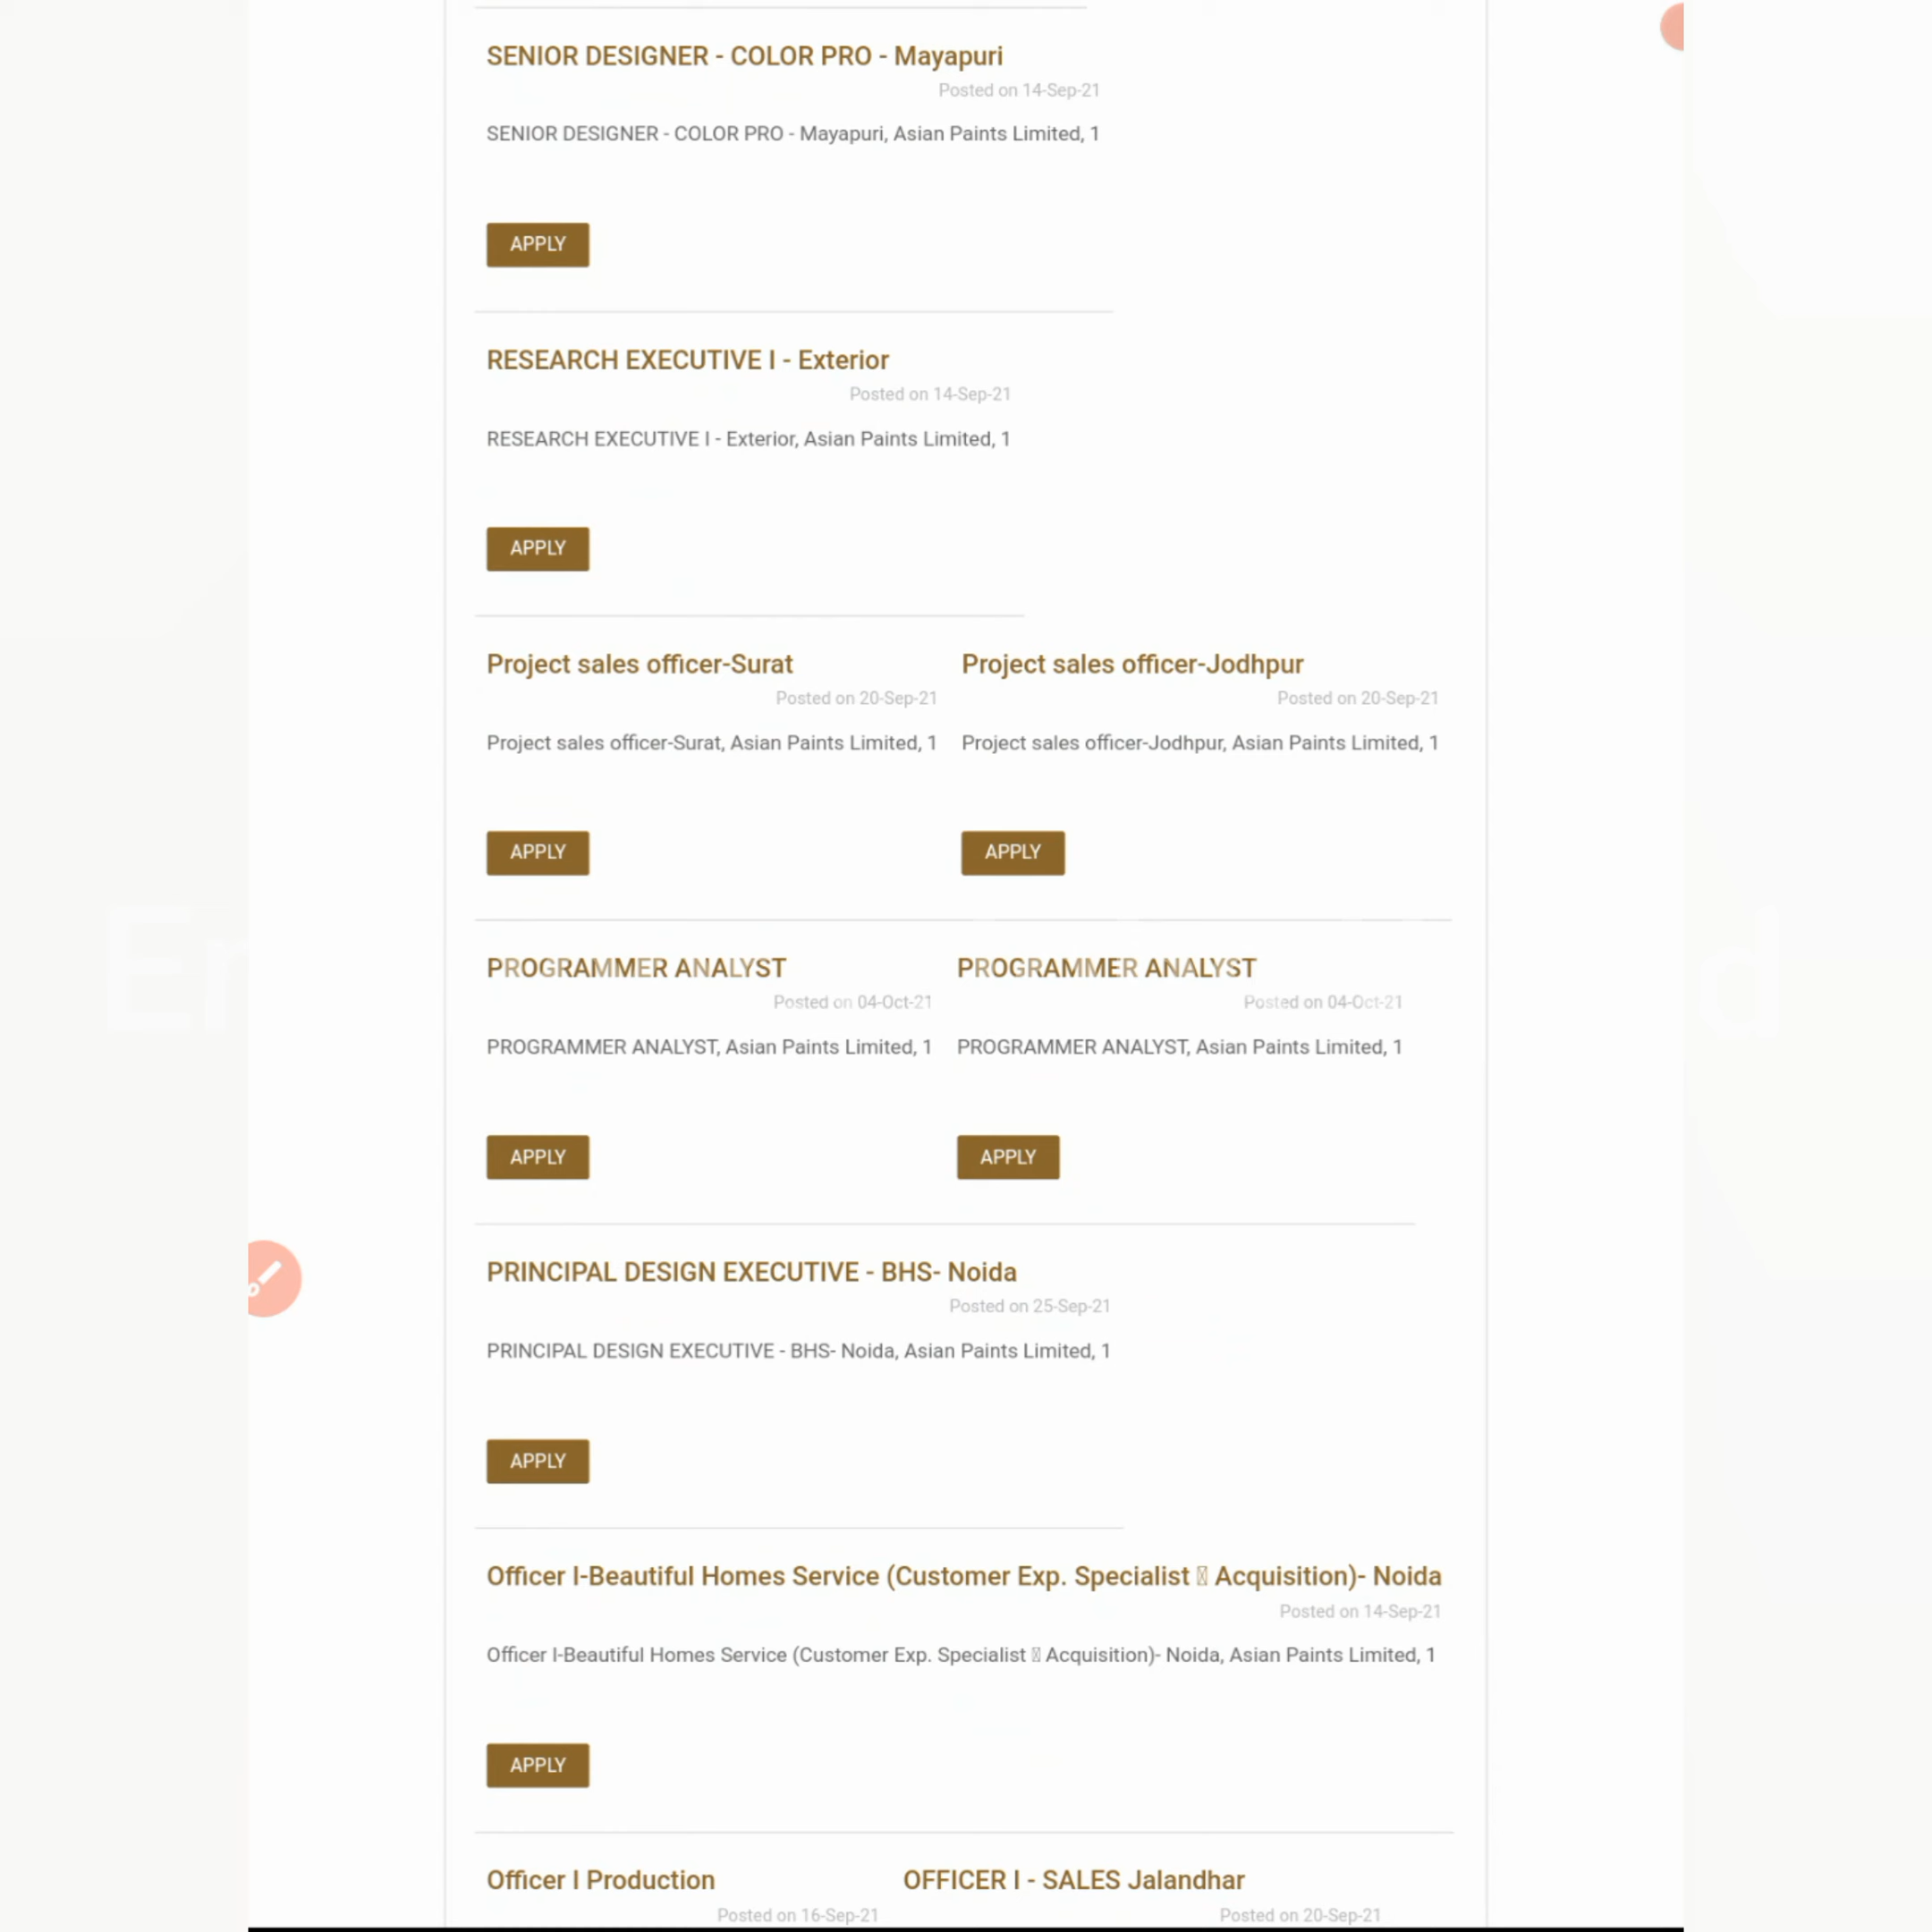 SENIOR DESIGNER - COLOR PRO - Mayapuri
Posted on 14-Sep-21
SENIOR DESIGNER - COLOR PRO - Mayapuri, Asian Paints Limited, 1
APPLY
RESEARCH EXECUTIVE I - Exterior
Posted on 14-Sep-21
RESEARCH EXECUTIVE I - Exterior, Asian Paints Limited, 1
APPLY
Project sales officer-Surat
Posted on 20-Sep-21
Project sales officer-Surat, Asian Paints Limited, 1
APPLY
Project sales officer-Jodhpur
Posted on 20-Sep-21
Project sales officer-Jodhpur, Asian Paints Limited, 1
APPLY
PROGRAMMER ANALYST
Posted on 04-Oct-21
PROGRAMMER ANALYST, Asian Paints Limited, 1
APPLY
PROGRAMMER ANALYST
Posted on 04-Oct-21
PROGRAMMER ANALYST, Asian Paints Limited, 1
APPLY
PRINCIPAL DESIGN EXECUTIVE - BHS- Noida
Posted on 25-Sep-21
PRINCIPAL DESIGN EXECUTIVE - BHS- Noida, Asian Paints Limited, 1
APPLY
Officer I-Beautiful Homes Service (Customer Exp. Specialist  Acquisition)- Noida
Posted on 14-Sep-21
Officer I-Beautiful Homes Service (Customer Exp. Specialist  Acquisition)- Noida, Asian Paints Limited, 1
APPLY
Officer I Production
Posted on 16-Sep-21
OFFICER I - SALES Jalandhar
Posted on 20-Sep-21